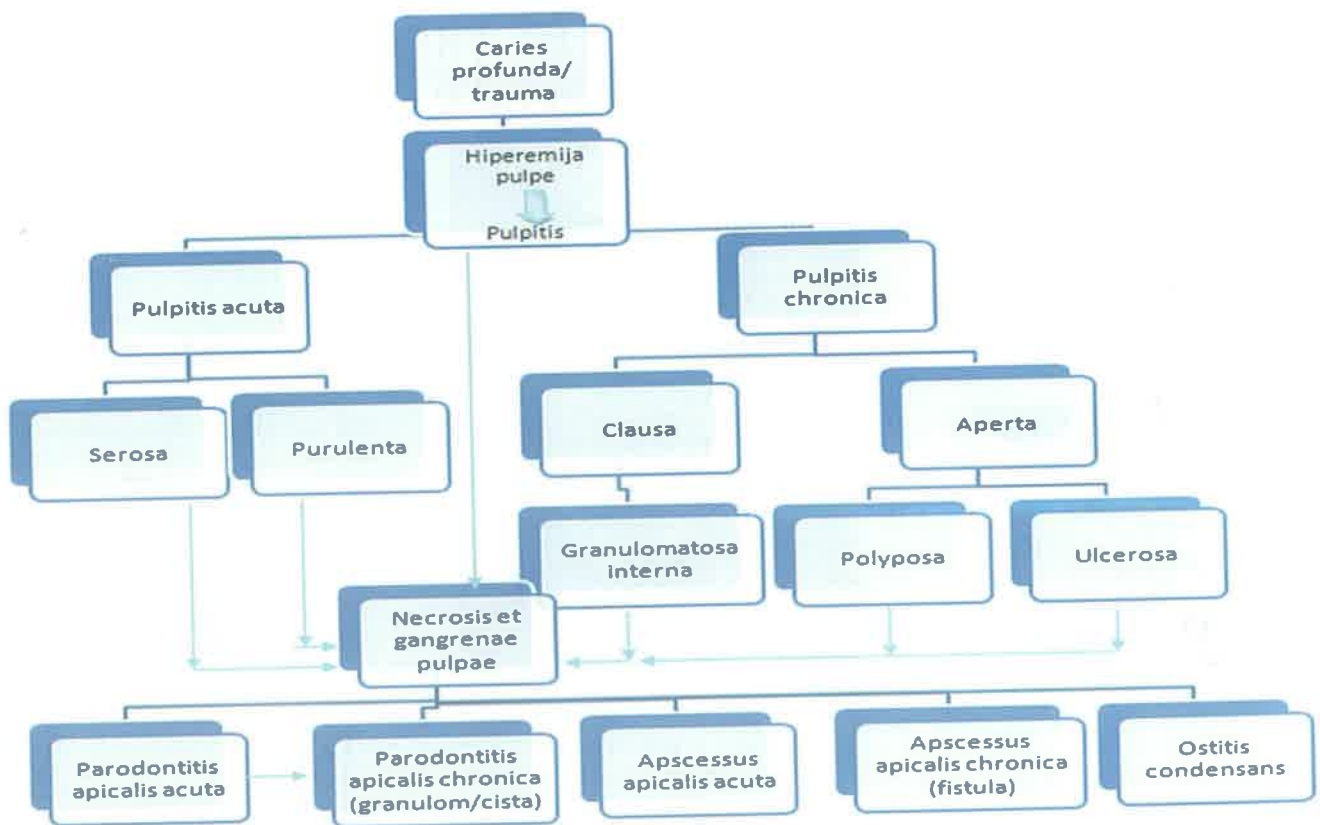 Caries
profunda/
trauma
Hiperemija
pulpe
Pulpitis
Pulpitis acuta
Pulpitis
chronica
Serosa
Purulenta
Clausa
Aperta
Granulomatosa
interna
Polyposa
Ulcerosa
Necrosis et
gangrenae
pulpae
Parodontitis
apicalis acuta
Parodontitis
apicalis chronica
(granulom/cista)
Apscessus
apicalis acuta
Apscessus
apicalis chronica
(fistula)
Ostitis
condensans